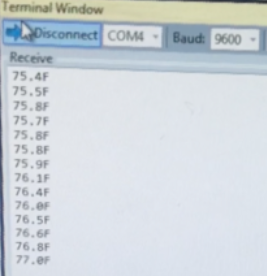 Terminal Window
Disconnect COM4 Baud: 9600
Receive
75.4F
75.5F
75.8F
75.7F
75.8F
75.8F
75.9F
76.1F
76.4F
76.0F
76.5F
76.6F
76.8F
77.0F